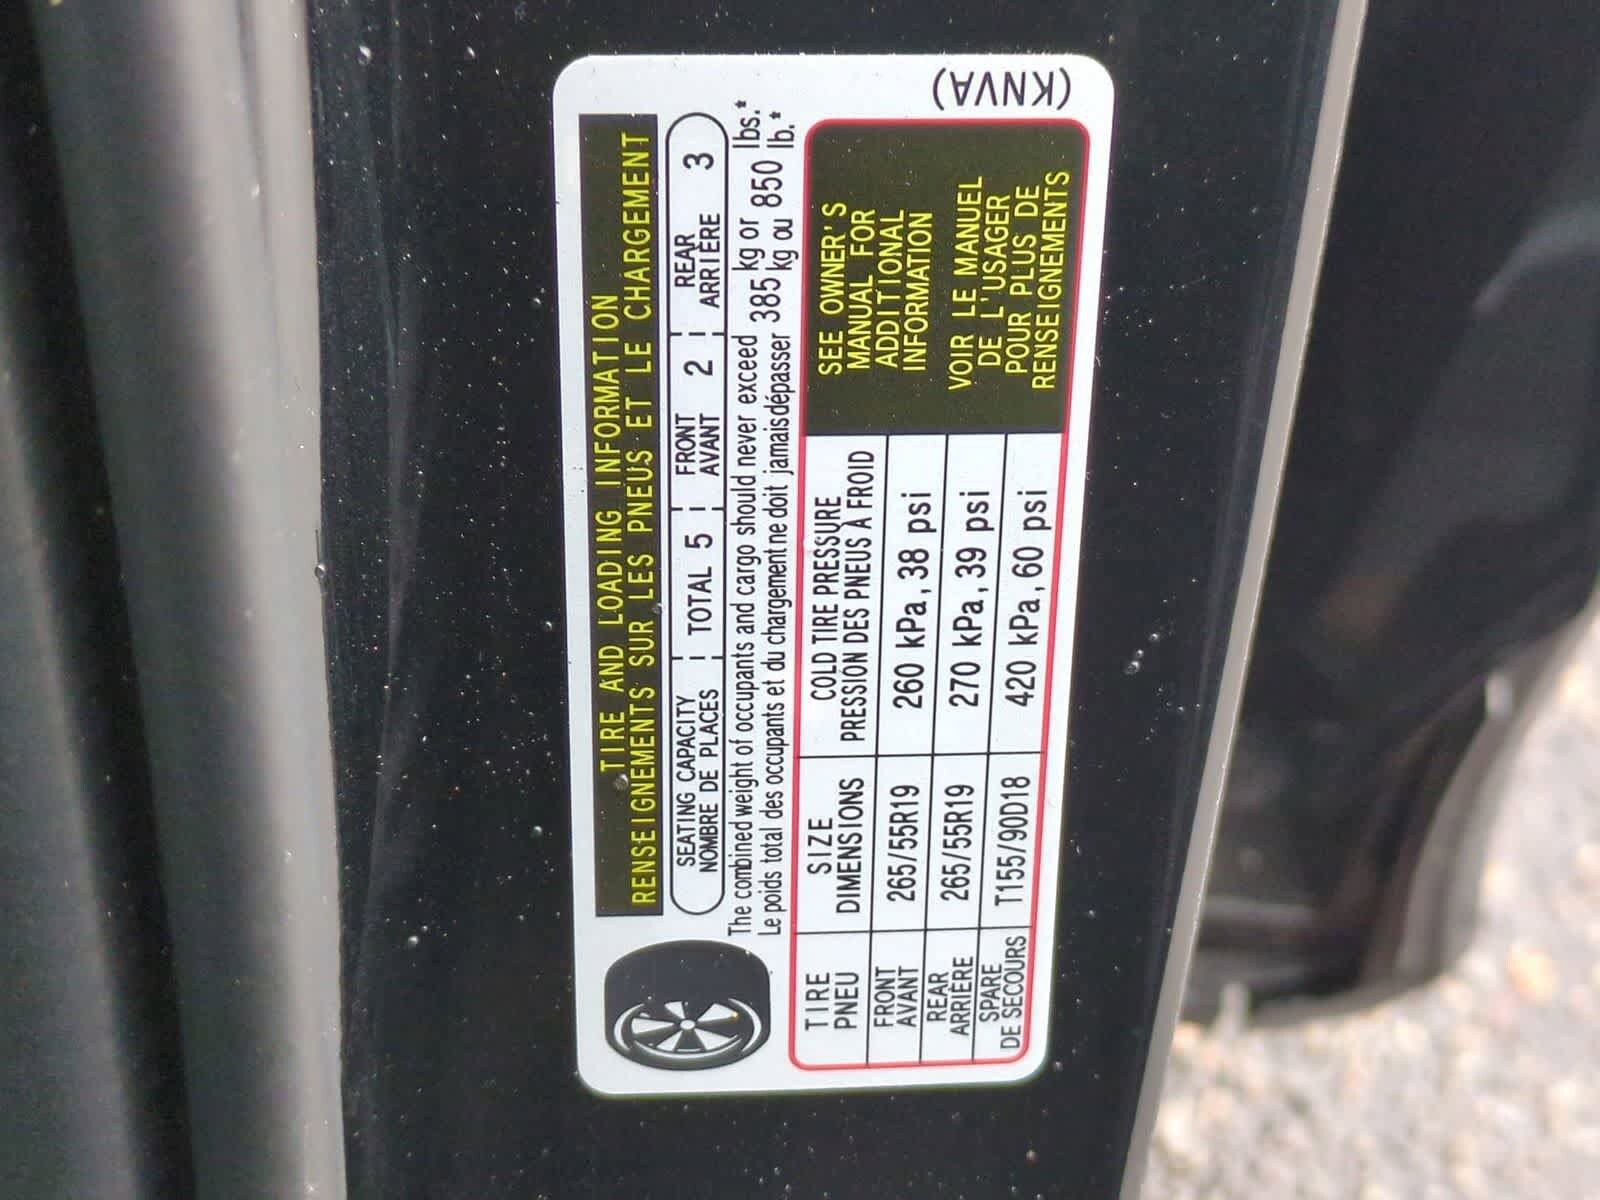 (KNVA)
TIRE AND LOADING INFORMATION
RENSEIGNEMENTS SUR LES PNEUS ET LE CHARGEMENT
SEATING CAPACITY
NOMBRE DE PLACES
TOTAL 5
FRONT
AVANT
2
REAR
ARRIÈRE
3
The combined weight of occupants and cargo should never exceed 385 kg or 850 lbs.*
Le poids total des occupants et du chargement ne doit jamais dépasser 385 kg ou 850 lb.*
TIRE
PNEU
SIZE
DIMENSIONS
COLD TIRE PRESSURE
PRESSION DES PNEUS À FROID
FRONT
AVANT
265/55R19
260 kPa, 38 psi
REAR
ARRIÈRE
265/55R19
270 kPa, 39 psi
SPARE
DE SECOURS
T155/90D18
420 kPa, 60 psi
SEE OWNER'S
MANUAL FOR
ADDITIONAL
INFORMATION
VOIR LE MANUEL
DE L'USAGER
POUR PLUS DE
RENSEIGNEMENTS